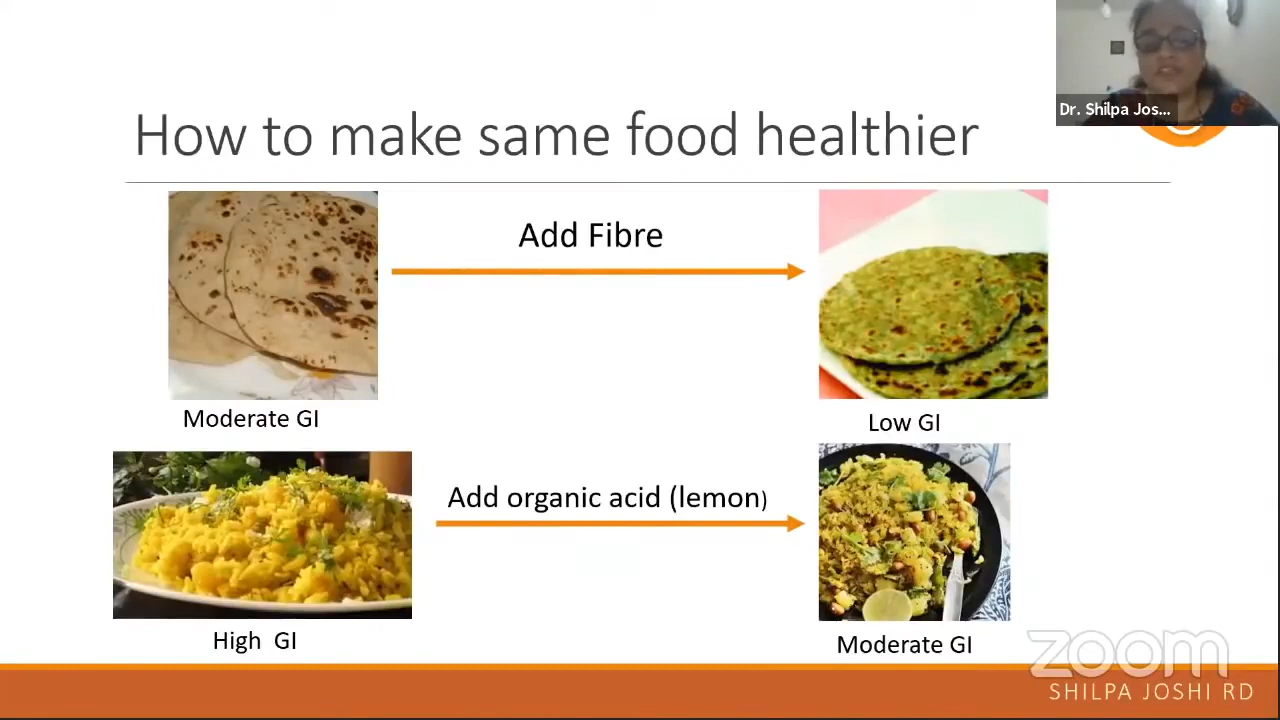 Dr. Shilpa Jos...
How to make same food healthier
Add Fibre
Moderate GI
Low GI
Add organic acid (lemon)
High GI
Moderate GI
zoom
SHILPA JOSHI RD